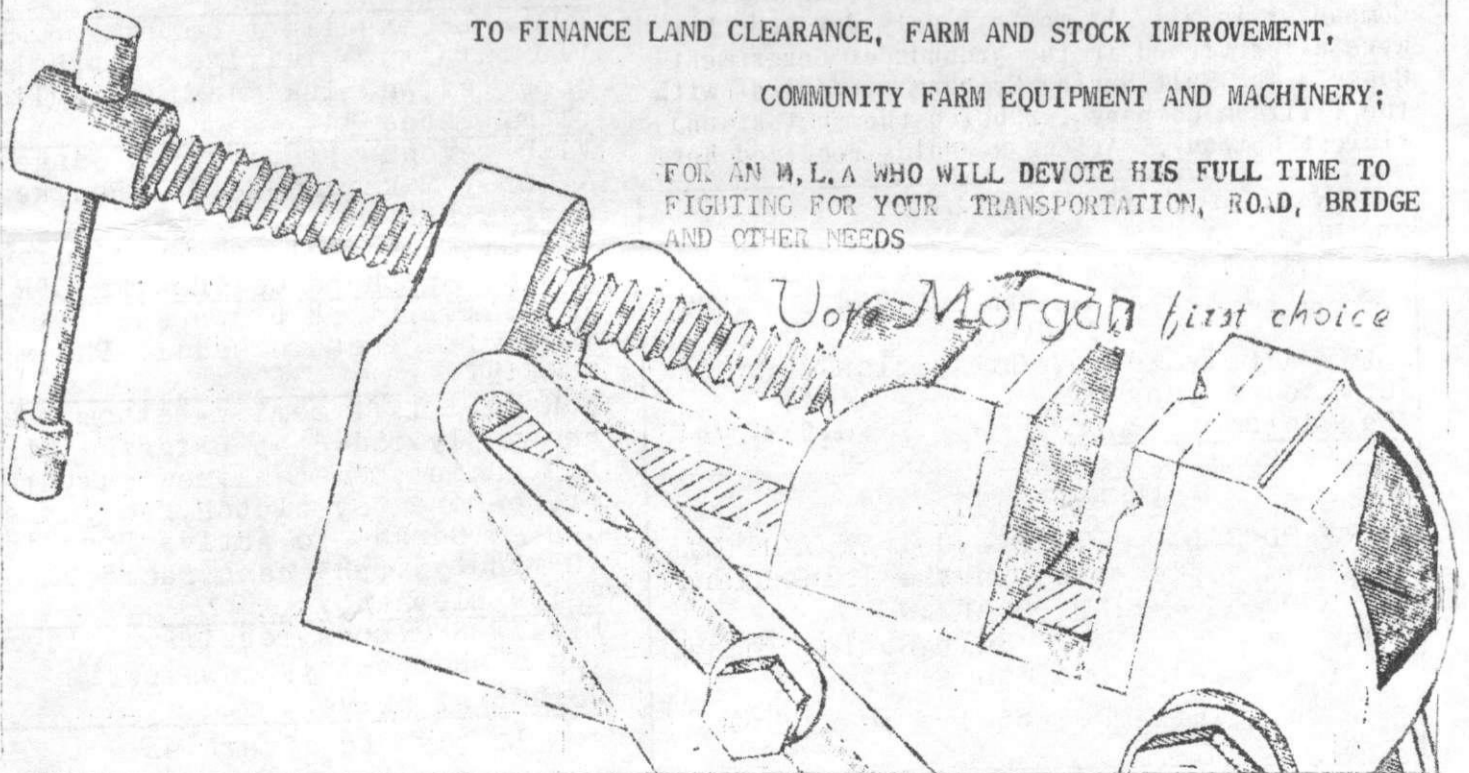 TO FINANCE LAND CLEARANCE, FARM AND STOCK IMPROVEMENT,
COMMUNITY FARM EQUIPMENT AND MACHINERY;
FOR AN M.L.A WHO WILL DEVOTE HIS FULL TIME TO
FIGHTING FOR YOUR TRANSPORTATION, ROAD, BRIDGE
AND OTHER NEEDS
Vote Morgan first choice